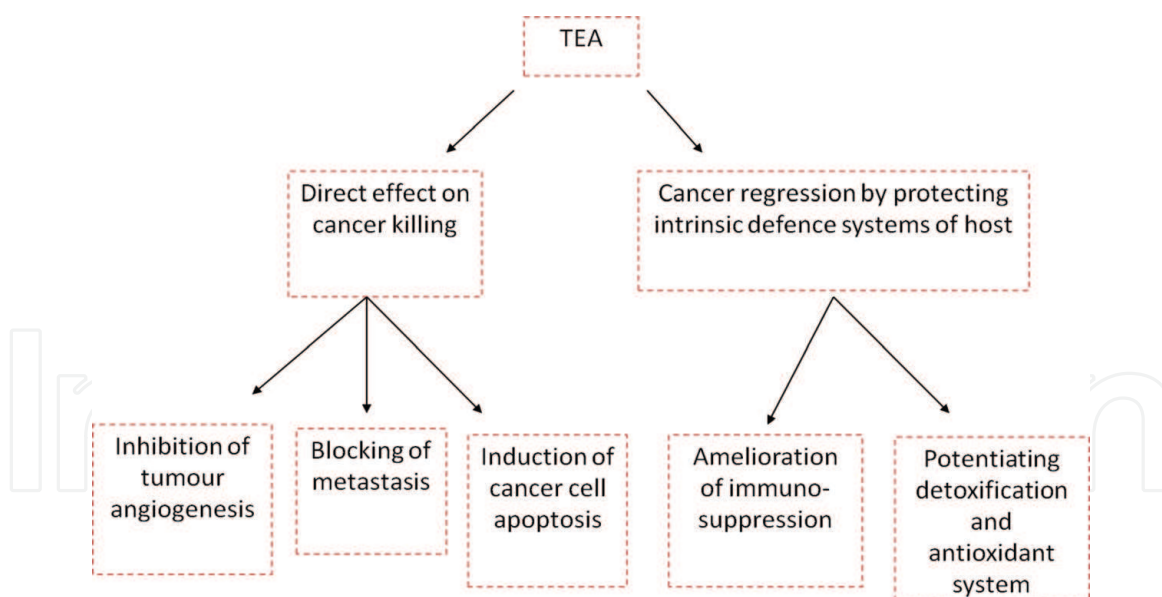 TEA
Direct effect on
cancer killing
Cancer regression by protecting
intrinsic defence systems of host
Inhibition of
tumour
angiogenesis
Blocking of
metastasis
Induction of
cancer cell
apoptosis
Amelioration
of immuno-
suppression
Potentiating
detoxification
and
antioxidant
system